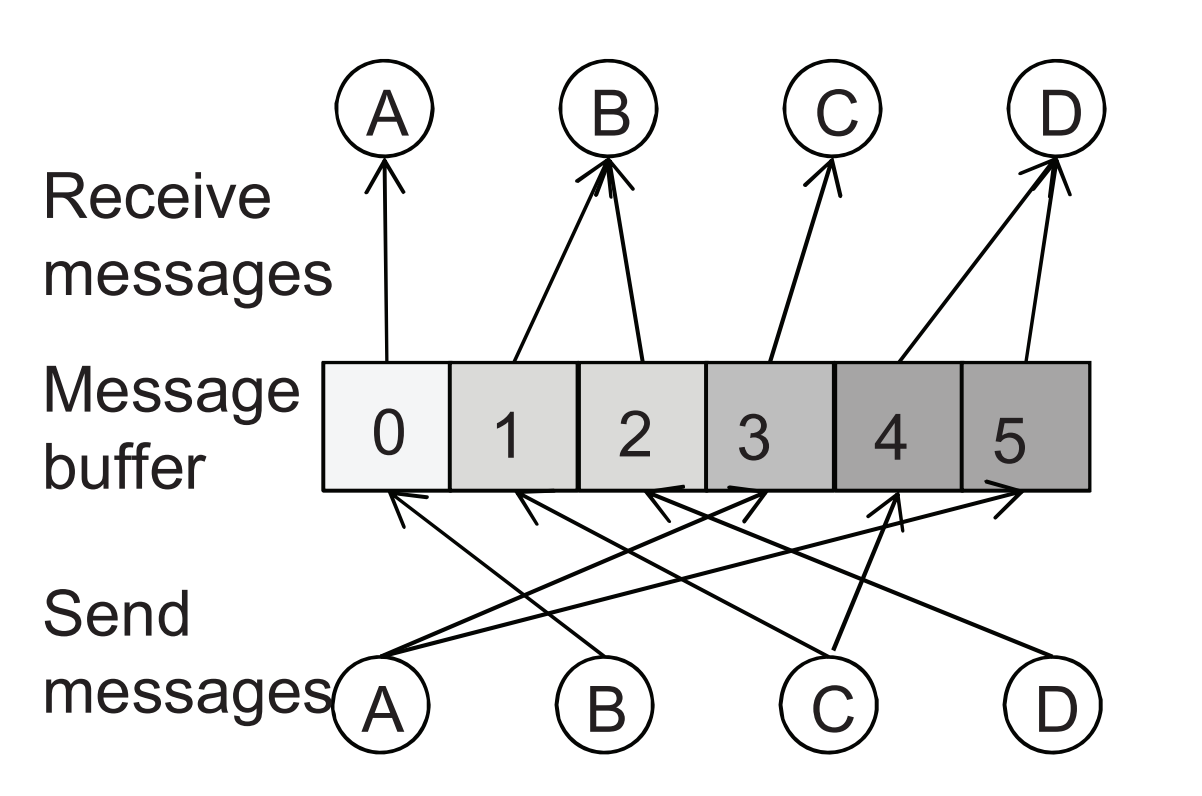 A B C D
Receive
messages
Message
buffer
0 1 2 3 4 5
Send
messages
A B C D